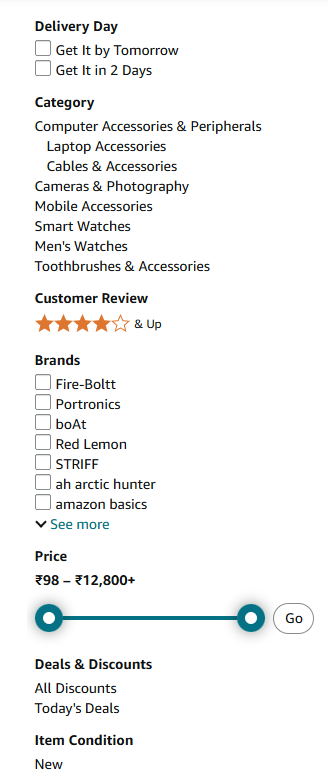 Delivery Day
Get It by Tomorrow
Get It in 2 Days
Category
Computer Accessories & Peripherals
Laptop Accessories
Cables & Accessories
Cameras & Photography
Mobile Accessories
Smart Watches
Men's Watches
Toothbrushes & Accessories
Customer Review
& Up
Brands
Fire-Boltt
Portronics
boAt
Red Lemon
STRIFF
ah arctic hunter
amazon basics
See more
Price
₹98 – ₹12,800+
Go
Deals & Discounts
All Discounts
Today's Deals
Item Condition
New